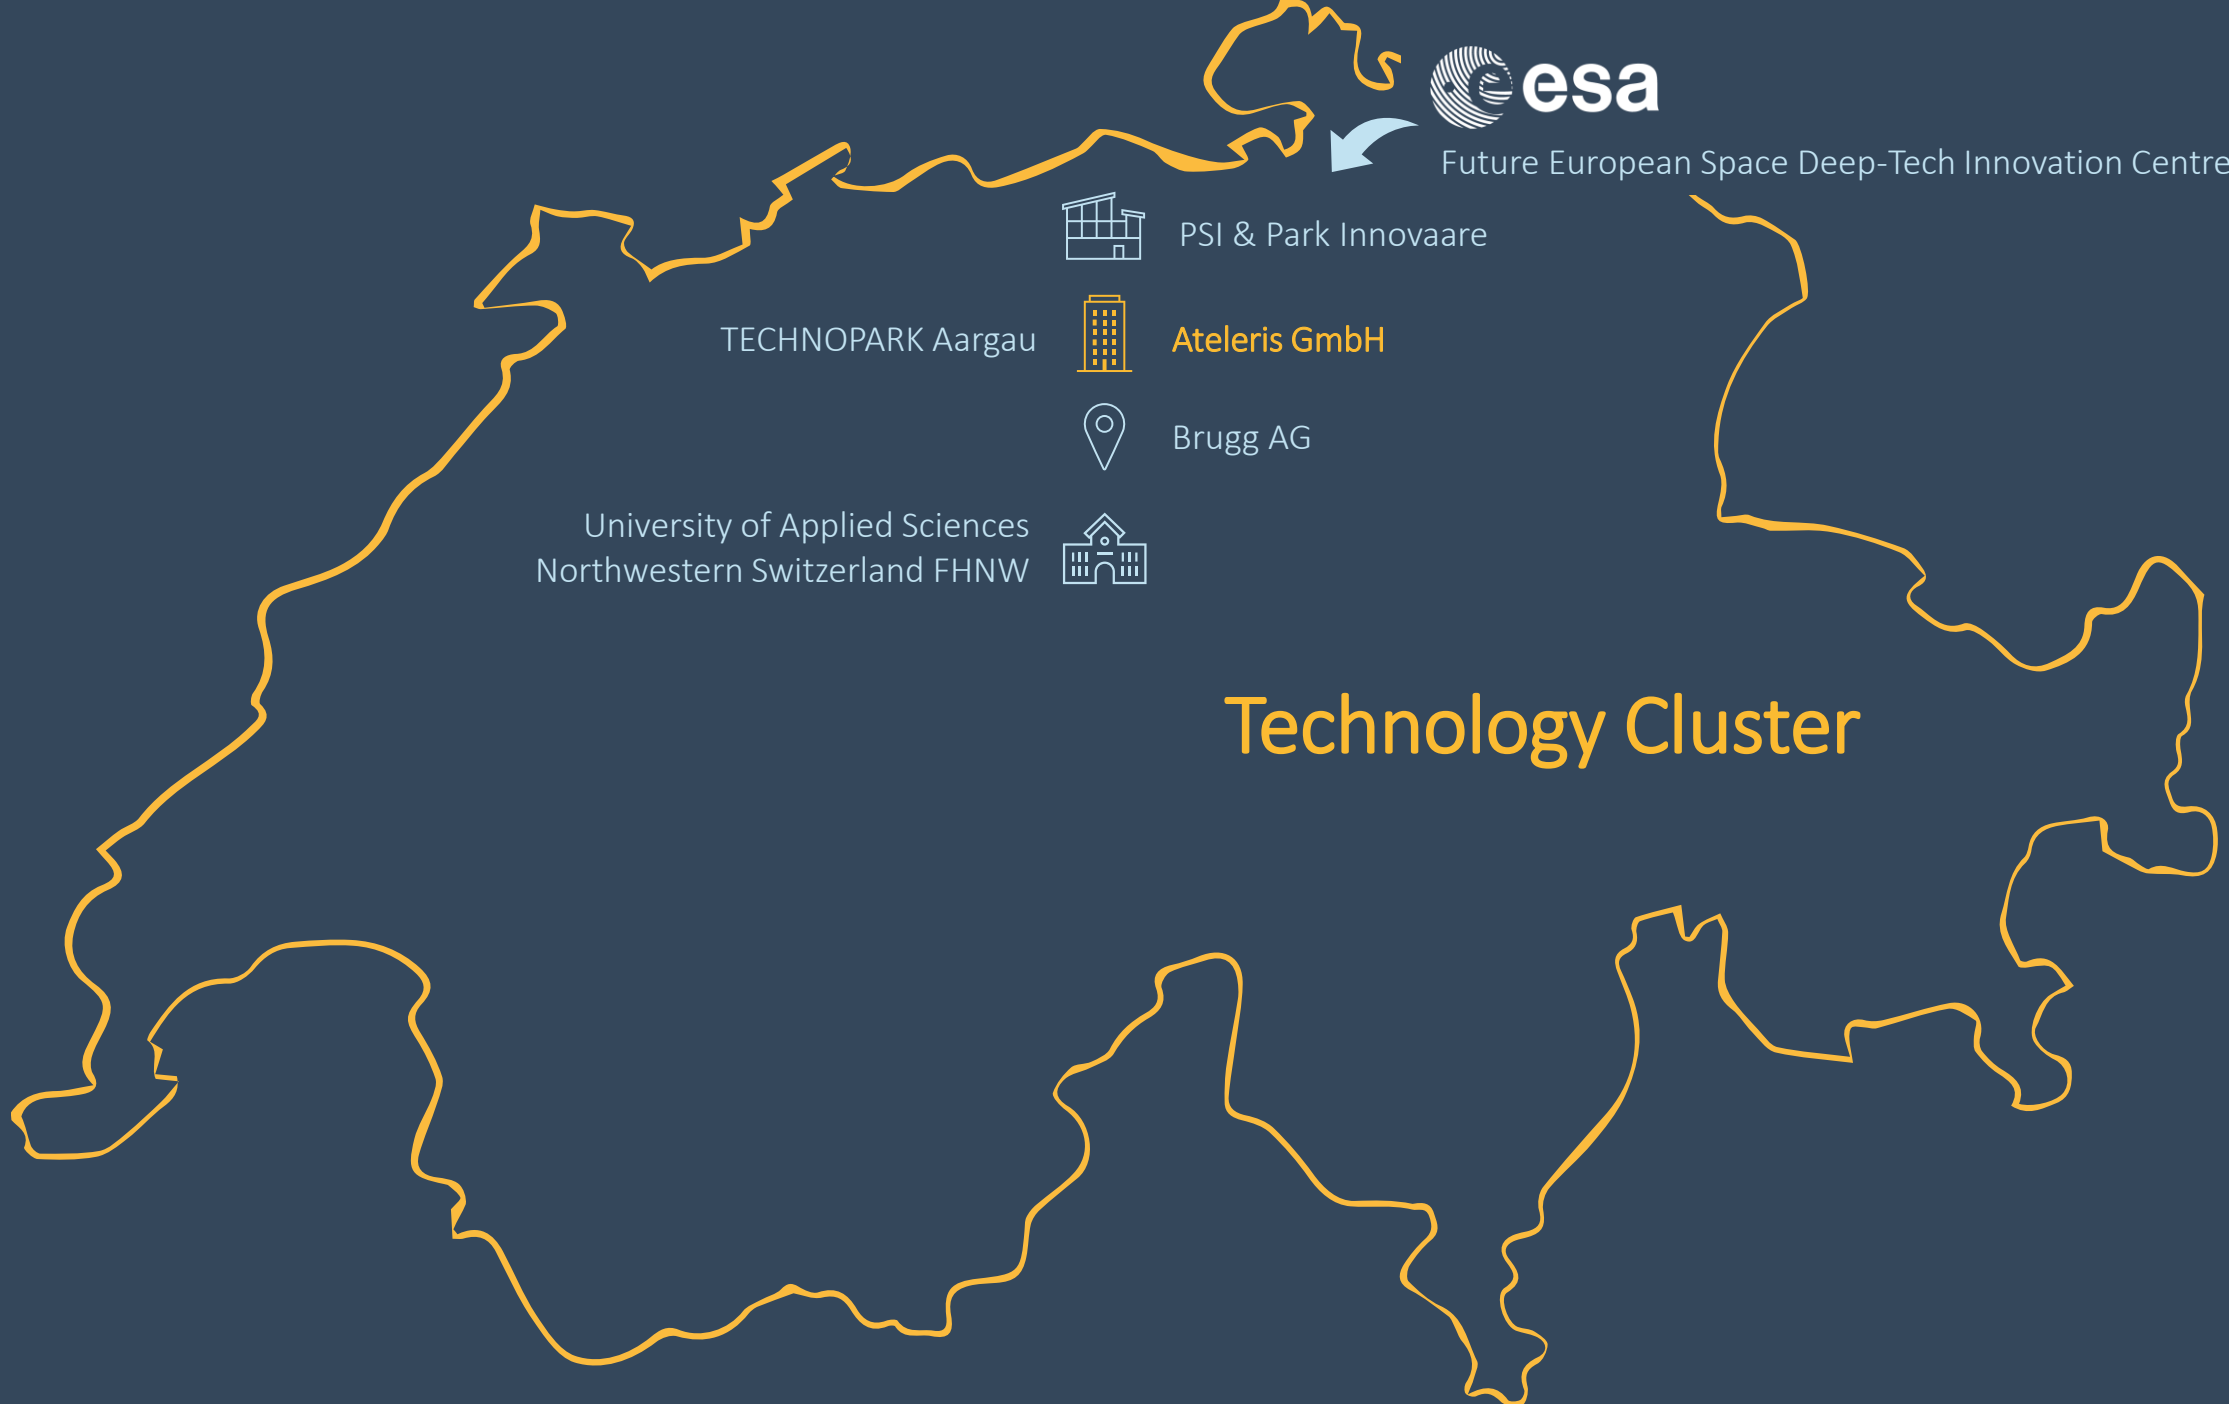 esa
Future European Space Deep-Tech Innovation Centre
PSI & Park Innovaare
TECHNOPARK Aargau
Ateleris GmbH
Brugg AG
University of Applied Sciences
Northwestern Switzerland FHNW
Technology Cluster